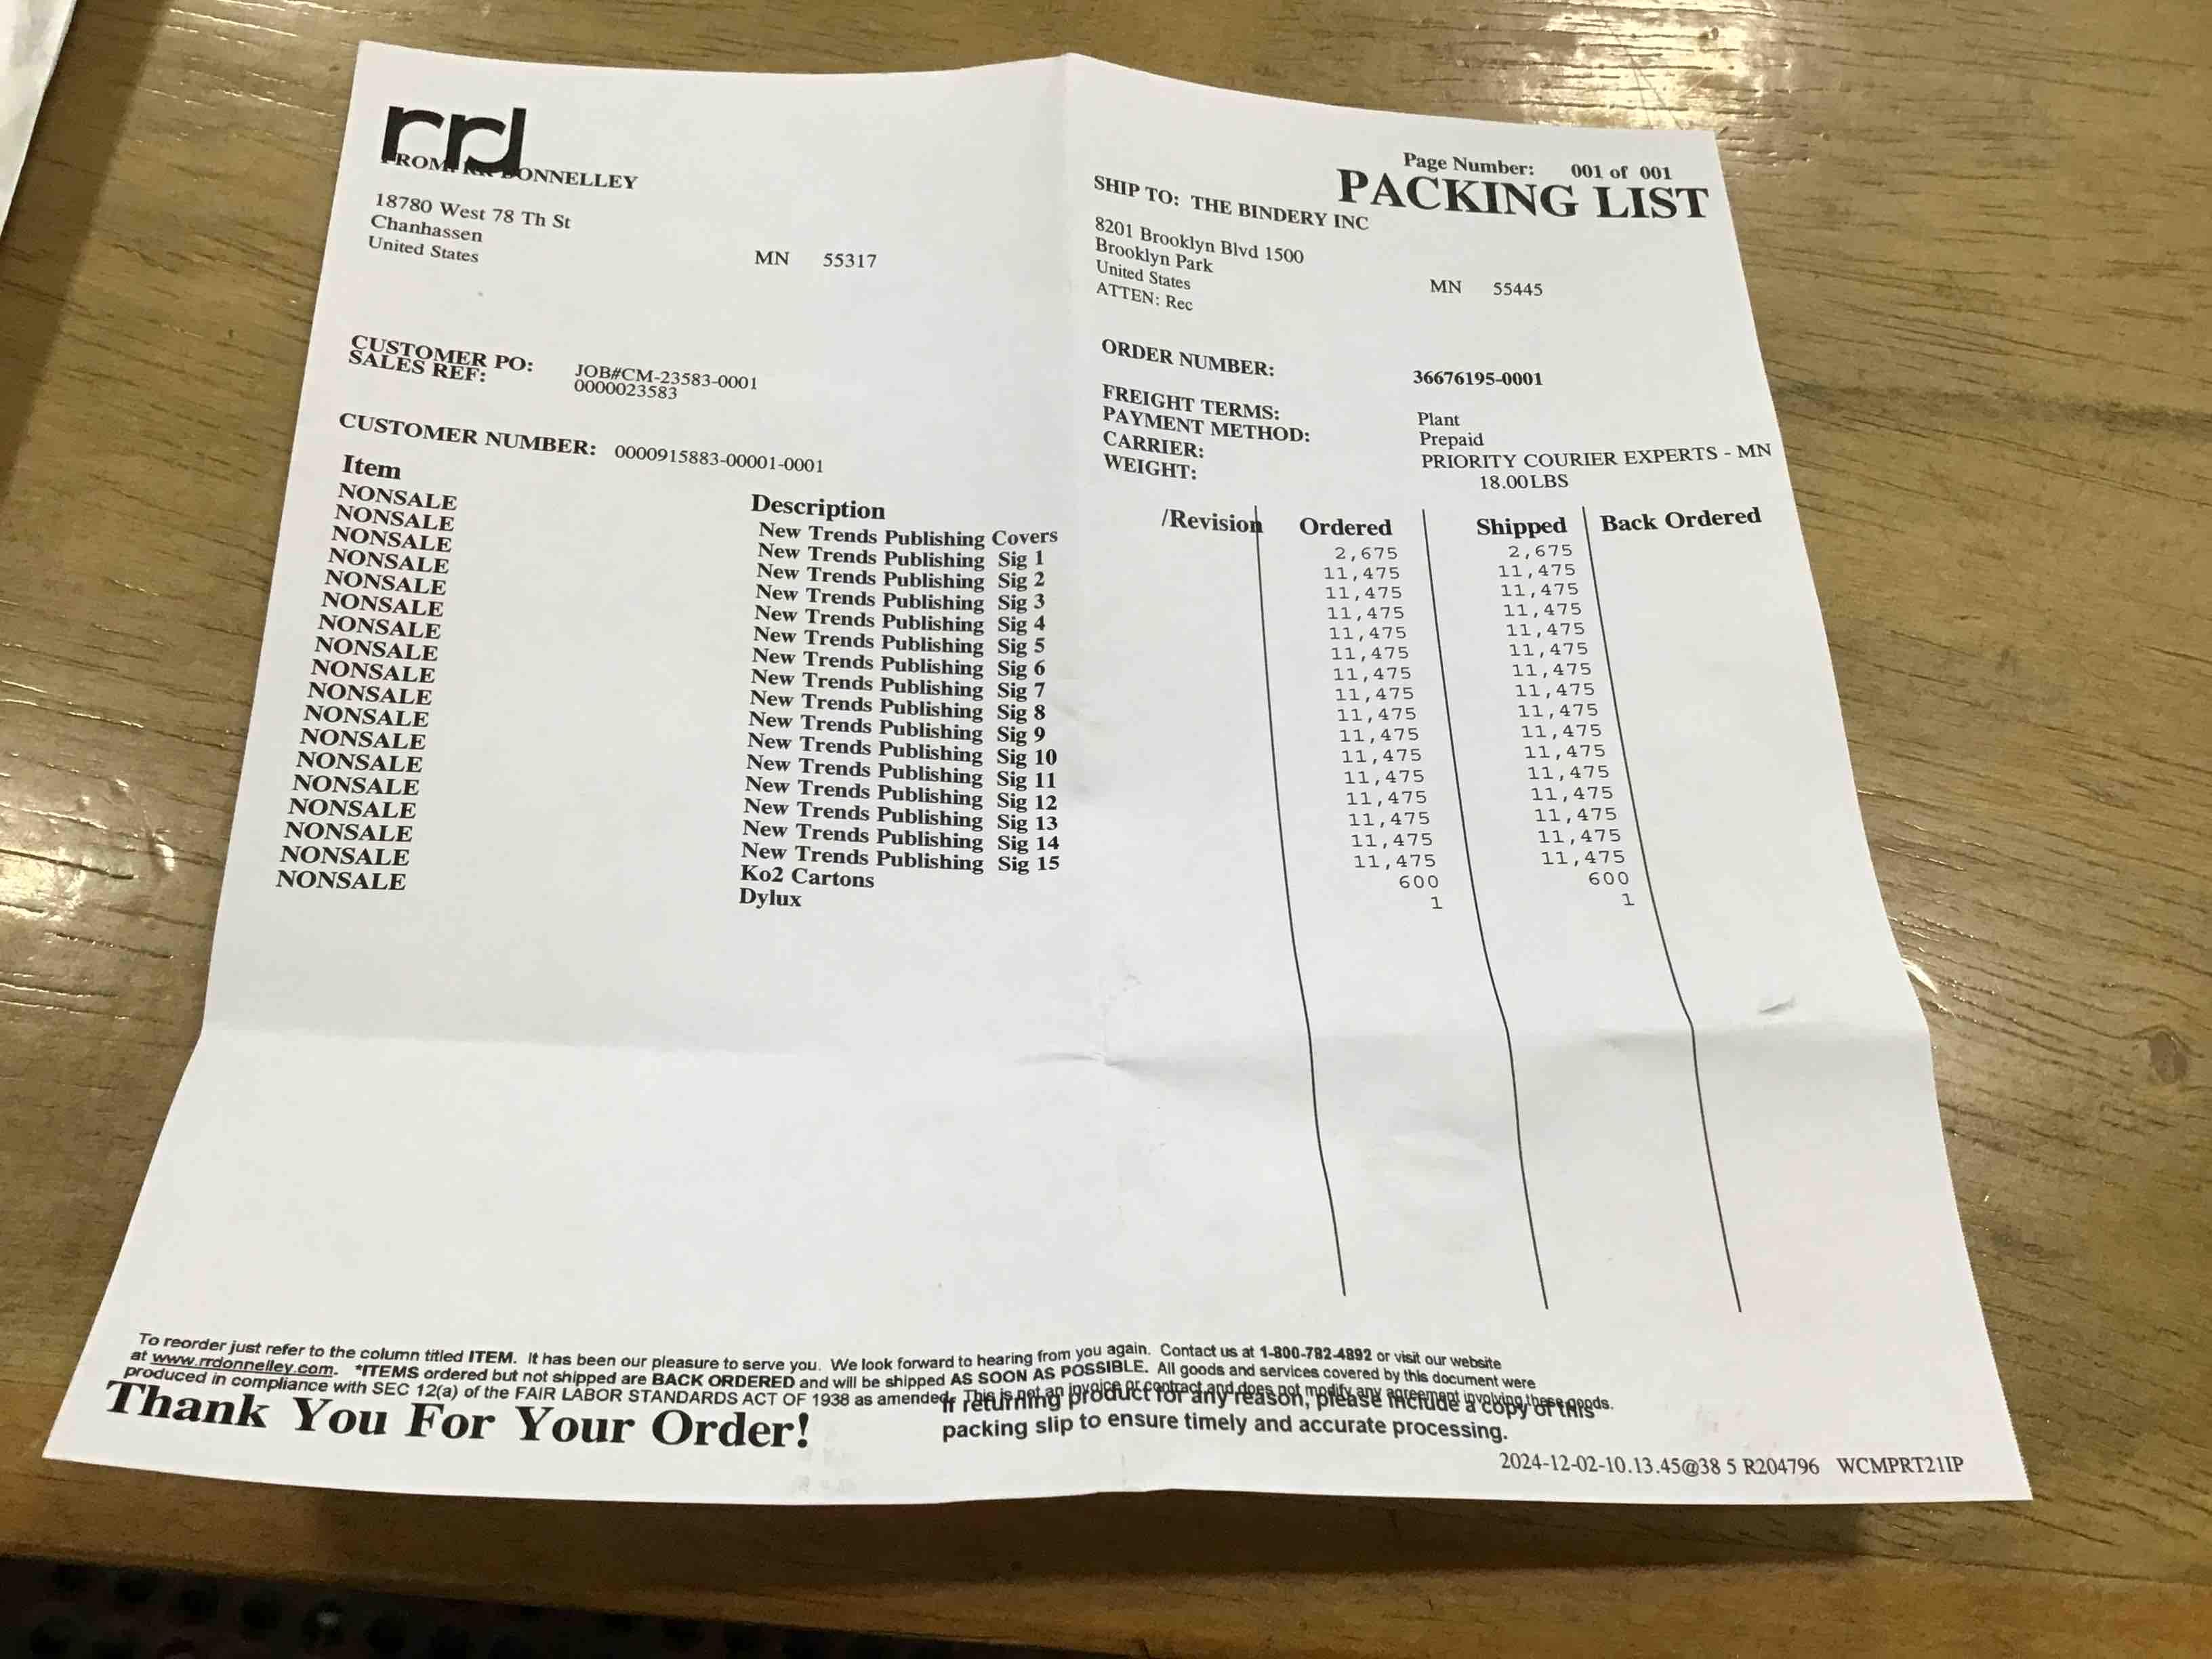 rrd
FROM: RR DONNELLEY
18780 West 78 Th St
Chanhassen MN 55317
United States
Page Number: 001 of 001
PACKING LIST
SHIP TO: THE BINDERY INC
8201 Brooklyn Blvd 1500
Brooklyn Park MN 55445
United States
ATTEN: Rec
CUSTOMER PO: JOB#CM-23583-0001
SALES REF: 0000023583
CUSTOMER NUMBER: 0000915883-00001-0001
ORDER NUMBER: 36676195-0001
FREIGHT TERMS: Plant
PAYMENT METHOD: Prepaid
CARRIER: PRIORITY COURIER EXPERTS - MN
WEIGHT: 18.00LBS
Item Description /Revision Ordered Shipped Back Ordered
NONSALE New Trends Publishing Covers 2,675 2,675
NONSALE New Trends Publishing Sig 1 11,475 11,475
NONSALE New Trends Publishing Sig 2 11,475 11,475
NONSALE New Trends Publishing Sig 3 11,475 11,475
NONSALE New Trends Publishing Sig 4 11,475 11,475
NONSALE New Trends Publishing Sig 5 11,475 11,475
NONSALE New Trends Publishing Sig 6 11,475 11,475
NONSALE New Trends Publishing Sig 7 11,475 11,475
NONSALE New Trends Publishing Sig 8 11,475 11,475
NONSALE New Trends Publishing Sig 9 11,475 11,475
NONSALE New Trends Publishing Sig 10 11,475 11,475
NONSALE New Trends Publishing Sig 11 11,475 11,475
NONSALE New Trends Publishing Sig 12 11,475 11,475
NONSALE New Trends Publishing Sig 13 11,475 11,475
NONSALE New Trends Publishing Sig 14 11,475 11,475
NONSALE New Trends Publishing Sig 15 11,475 11,475
NONSALE Ko2 Cartons 600 600
NONSALE Dylux 1 1
To reorder just refer to the column titled ITEM. It has been our pleasure to serve you. We look forward to hearing from you again. Contact us at 1-800-782-4892 or visit our website
at www.rrdonnelley.com. *ITEMS ordered but not shipped are BACK ORDERED and will be shipped AS SOON AS POSSIBLE. All goods and services covered by this document were
produced in compliance with SEC 12(a) of the FAIR LABOR STANDARDS ACT OF 1938 as amended. This is not an invoice or contract and does not modify any agreement involving these goods.
Thank You For Your Order!
If returning product for any reason, please include a copy of this
packing slip to ensure timely and accurate processing.
2024-12-02-10.13.45@38 5 R204796 WCMPRT21IP